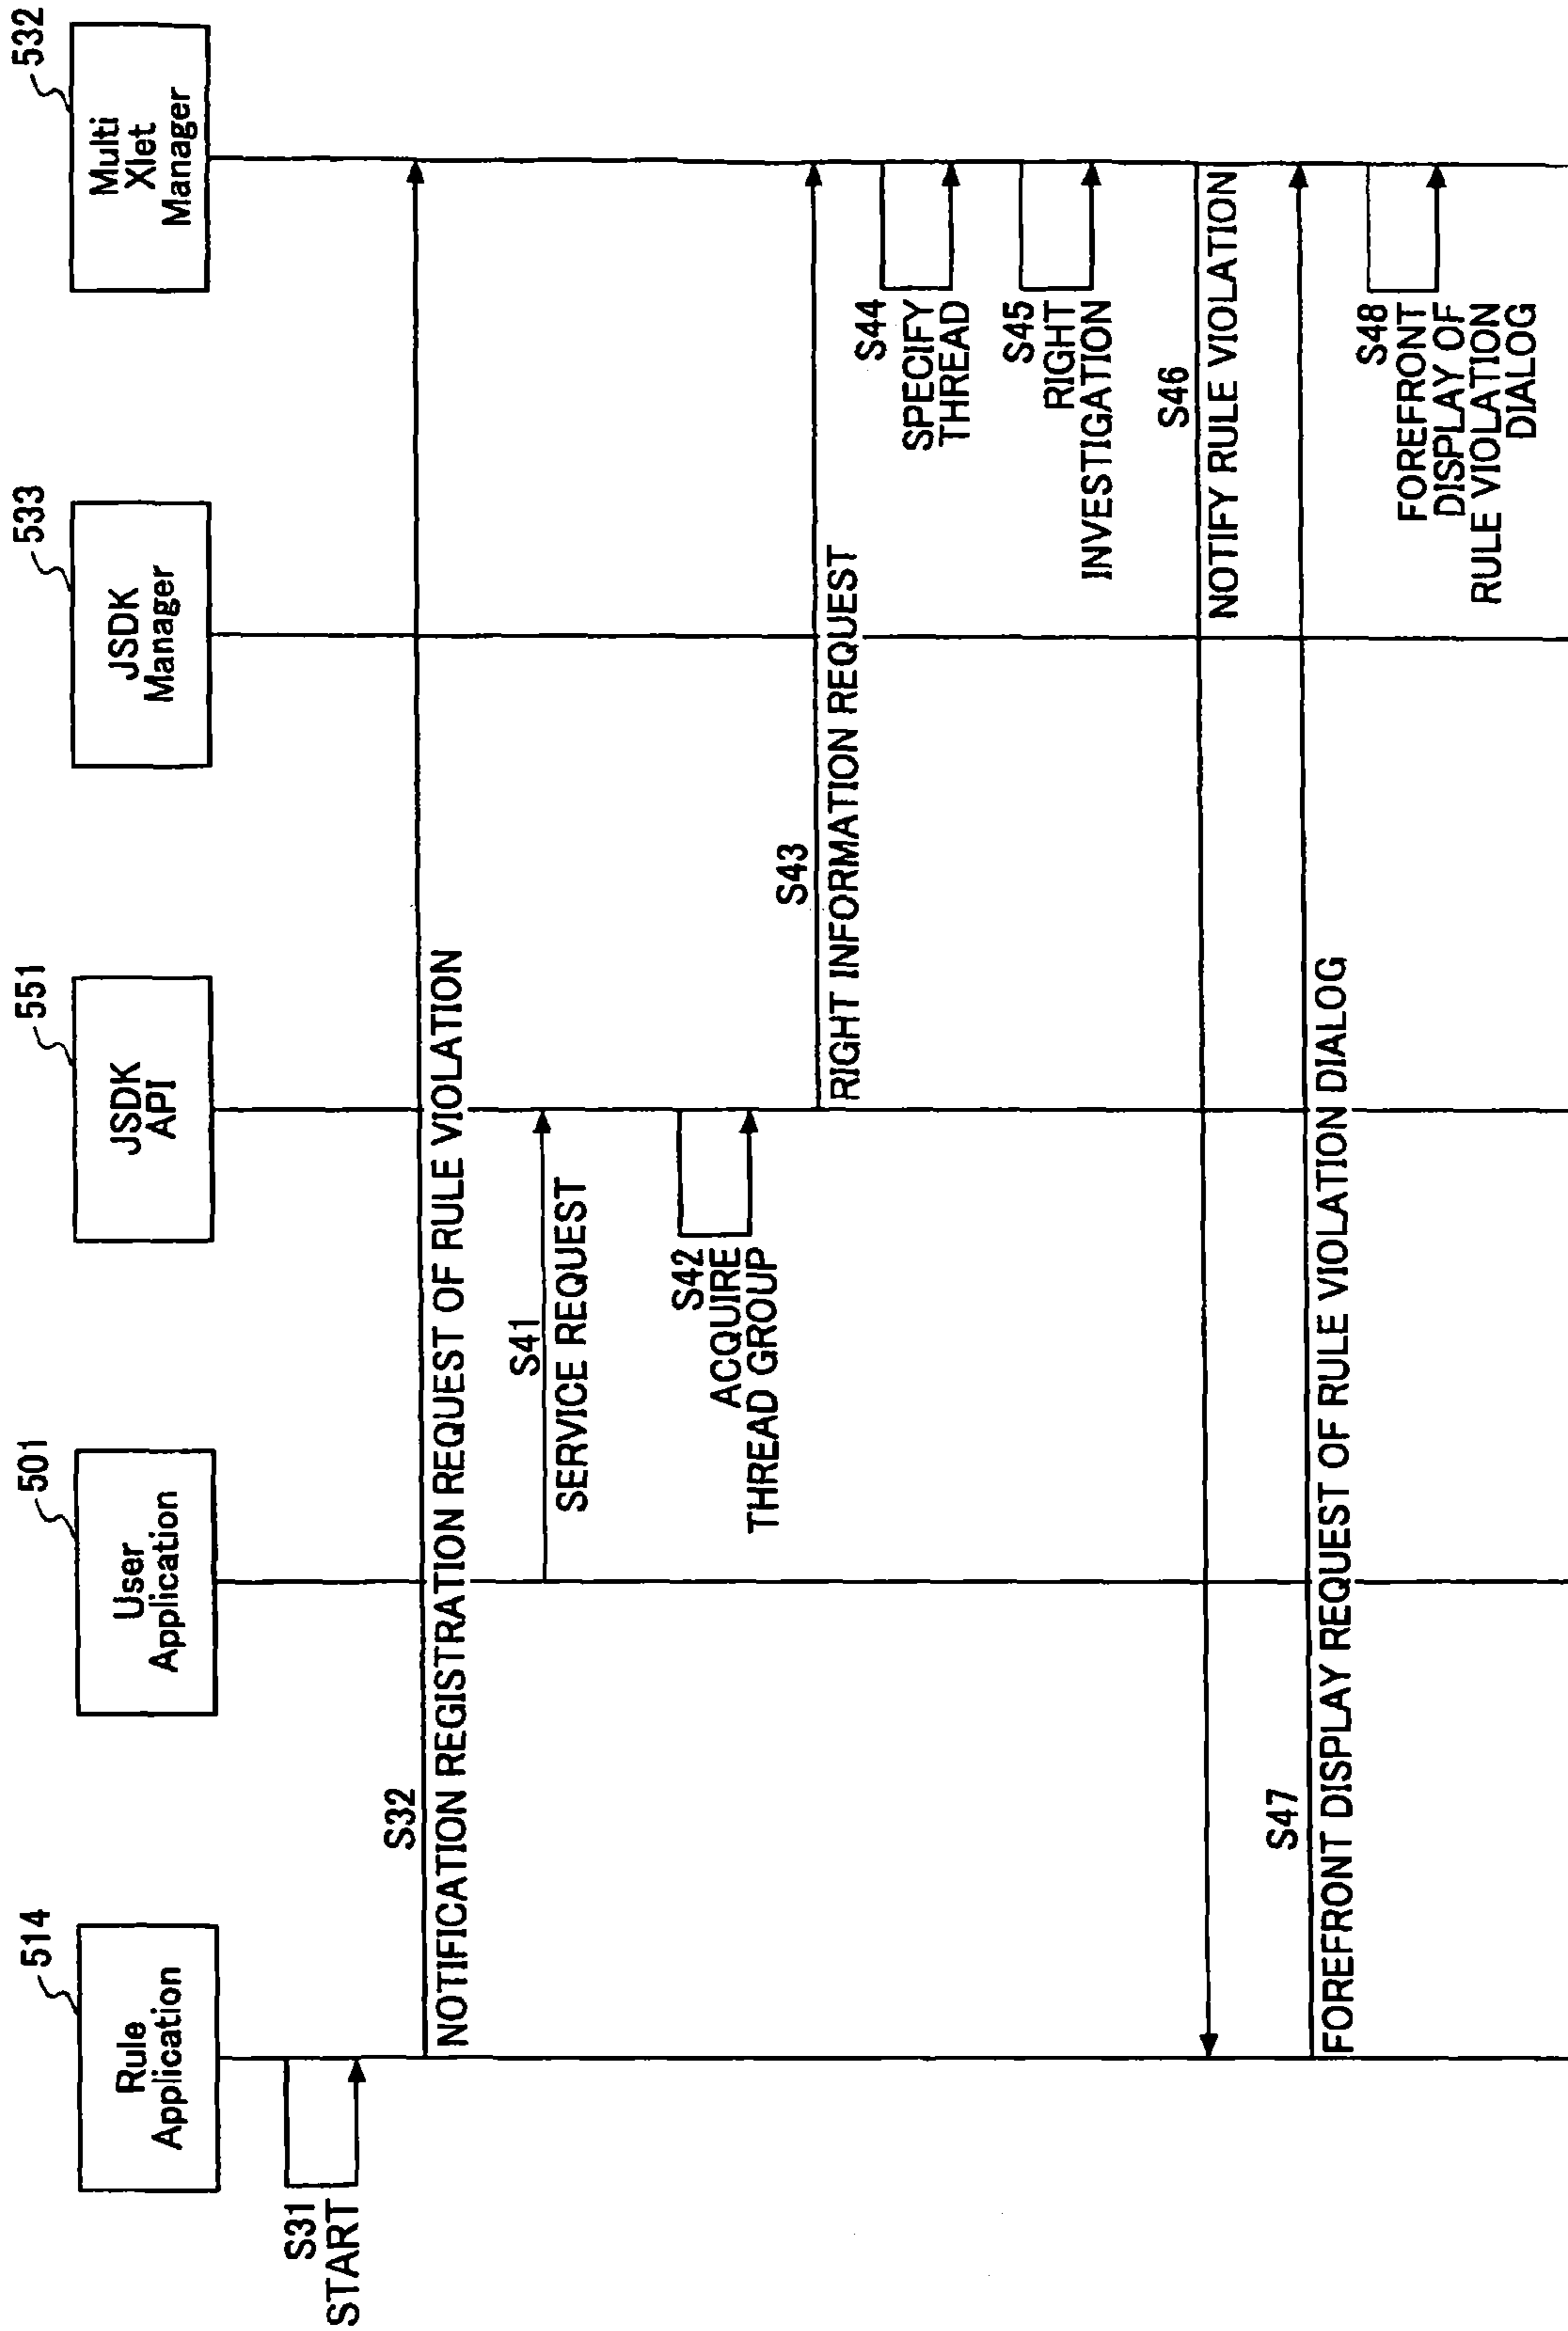 514
Rule
Application
501
User
Application
551
JSDK
API
533
JSDK
Manager
532
Multi
Xlet
Manager
S31
START
S32
NOTIFICATION REGISTRATION REQUEST OF RULE VIOLATION
S41
SERVICE REQUEST
S42
ACQUIRE
THREAD GROUP
S43
RIGHT INFORMATION REQUEST
S44
SPECIFY
THREAD
S45
RIGHT
INVESTIGATION
S46
NOTIFY RULE VIOLATION
S47
FOREFRONT DISPLAY REQUEST OF RULE VIOLATION DIALOG
S48
FOREFRONT
DISPLAY OF
RULE VIOLATION
DIALOG